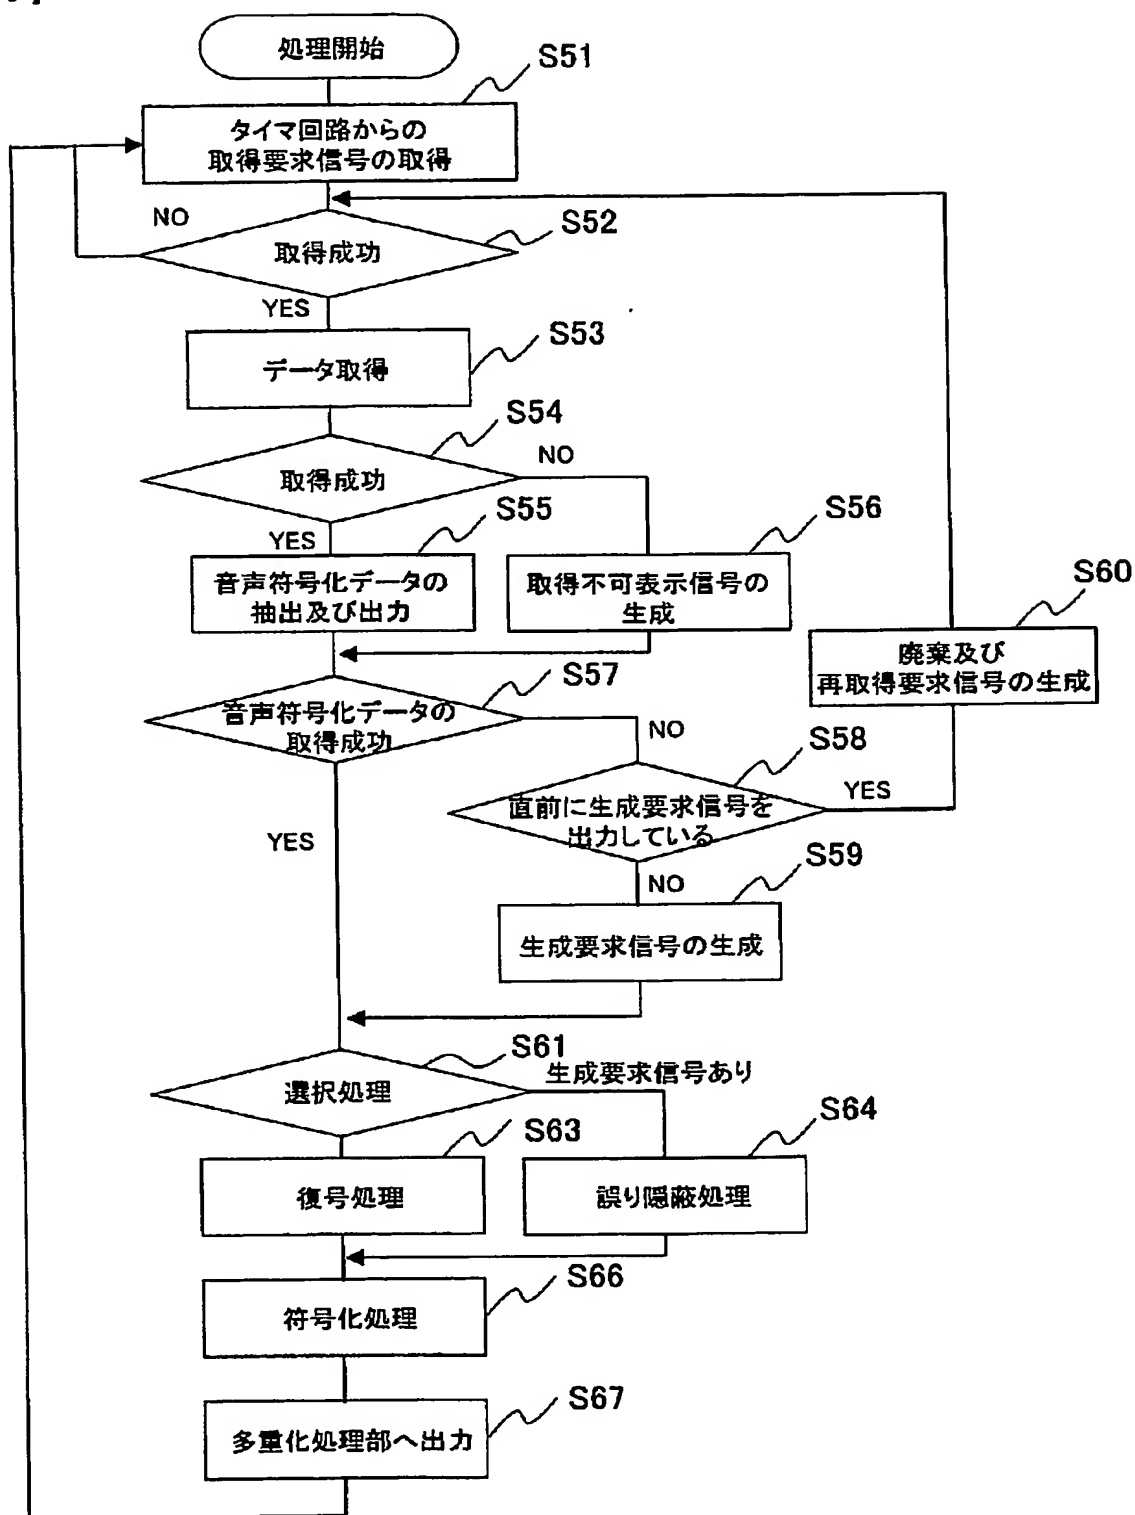 処理開始
S51
タイマ回路からの
取得要求信号の取得
NO
S52
取得成功
YES
S53
データ取得
S54
NO
取得成功
YES
S55
S56
音声符号化データの
抽出及び出力
取得不可表示信号の
生成
S60
廃棄及び
再取得要求信号の生成
S57
音声符号化データの
取得成功
NO
S58
YES
直前に生成要求信号を
出力している
YES
S59
NO
生成要求信号の生成
S61
生成要求信号あり
選択処理
S63
S64
復号処理
誤り隠蔽処理
S66
符号化処理
S67
多重化処理部へ出力